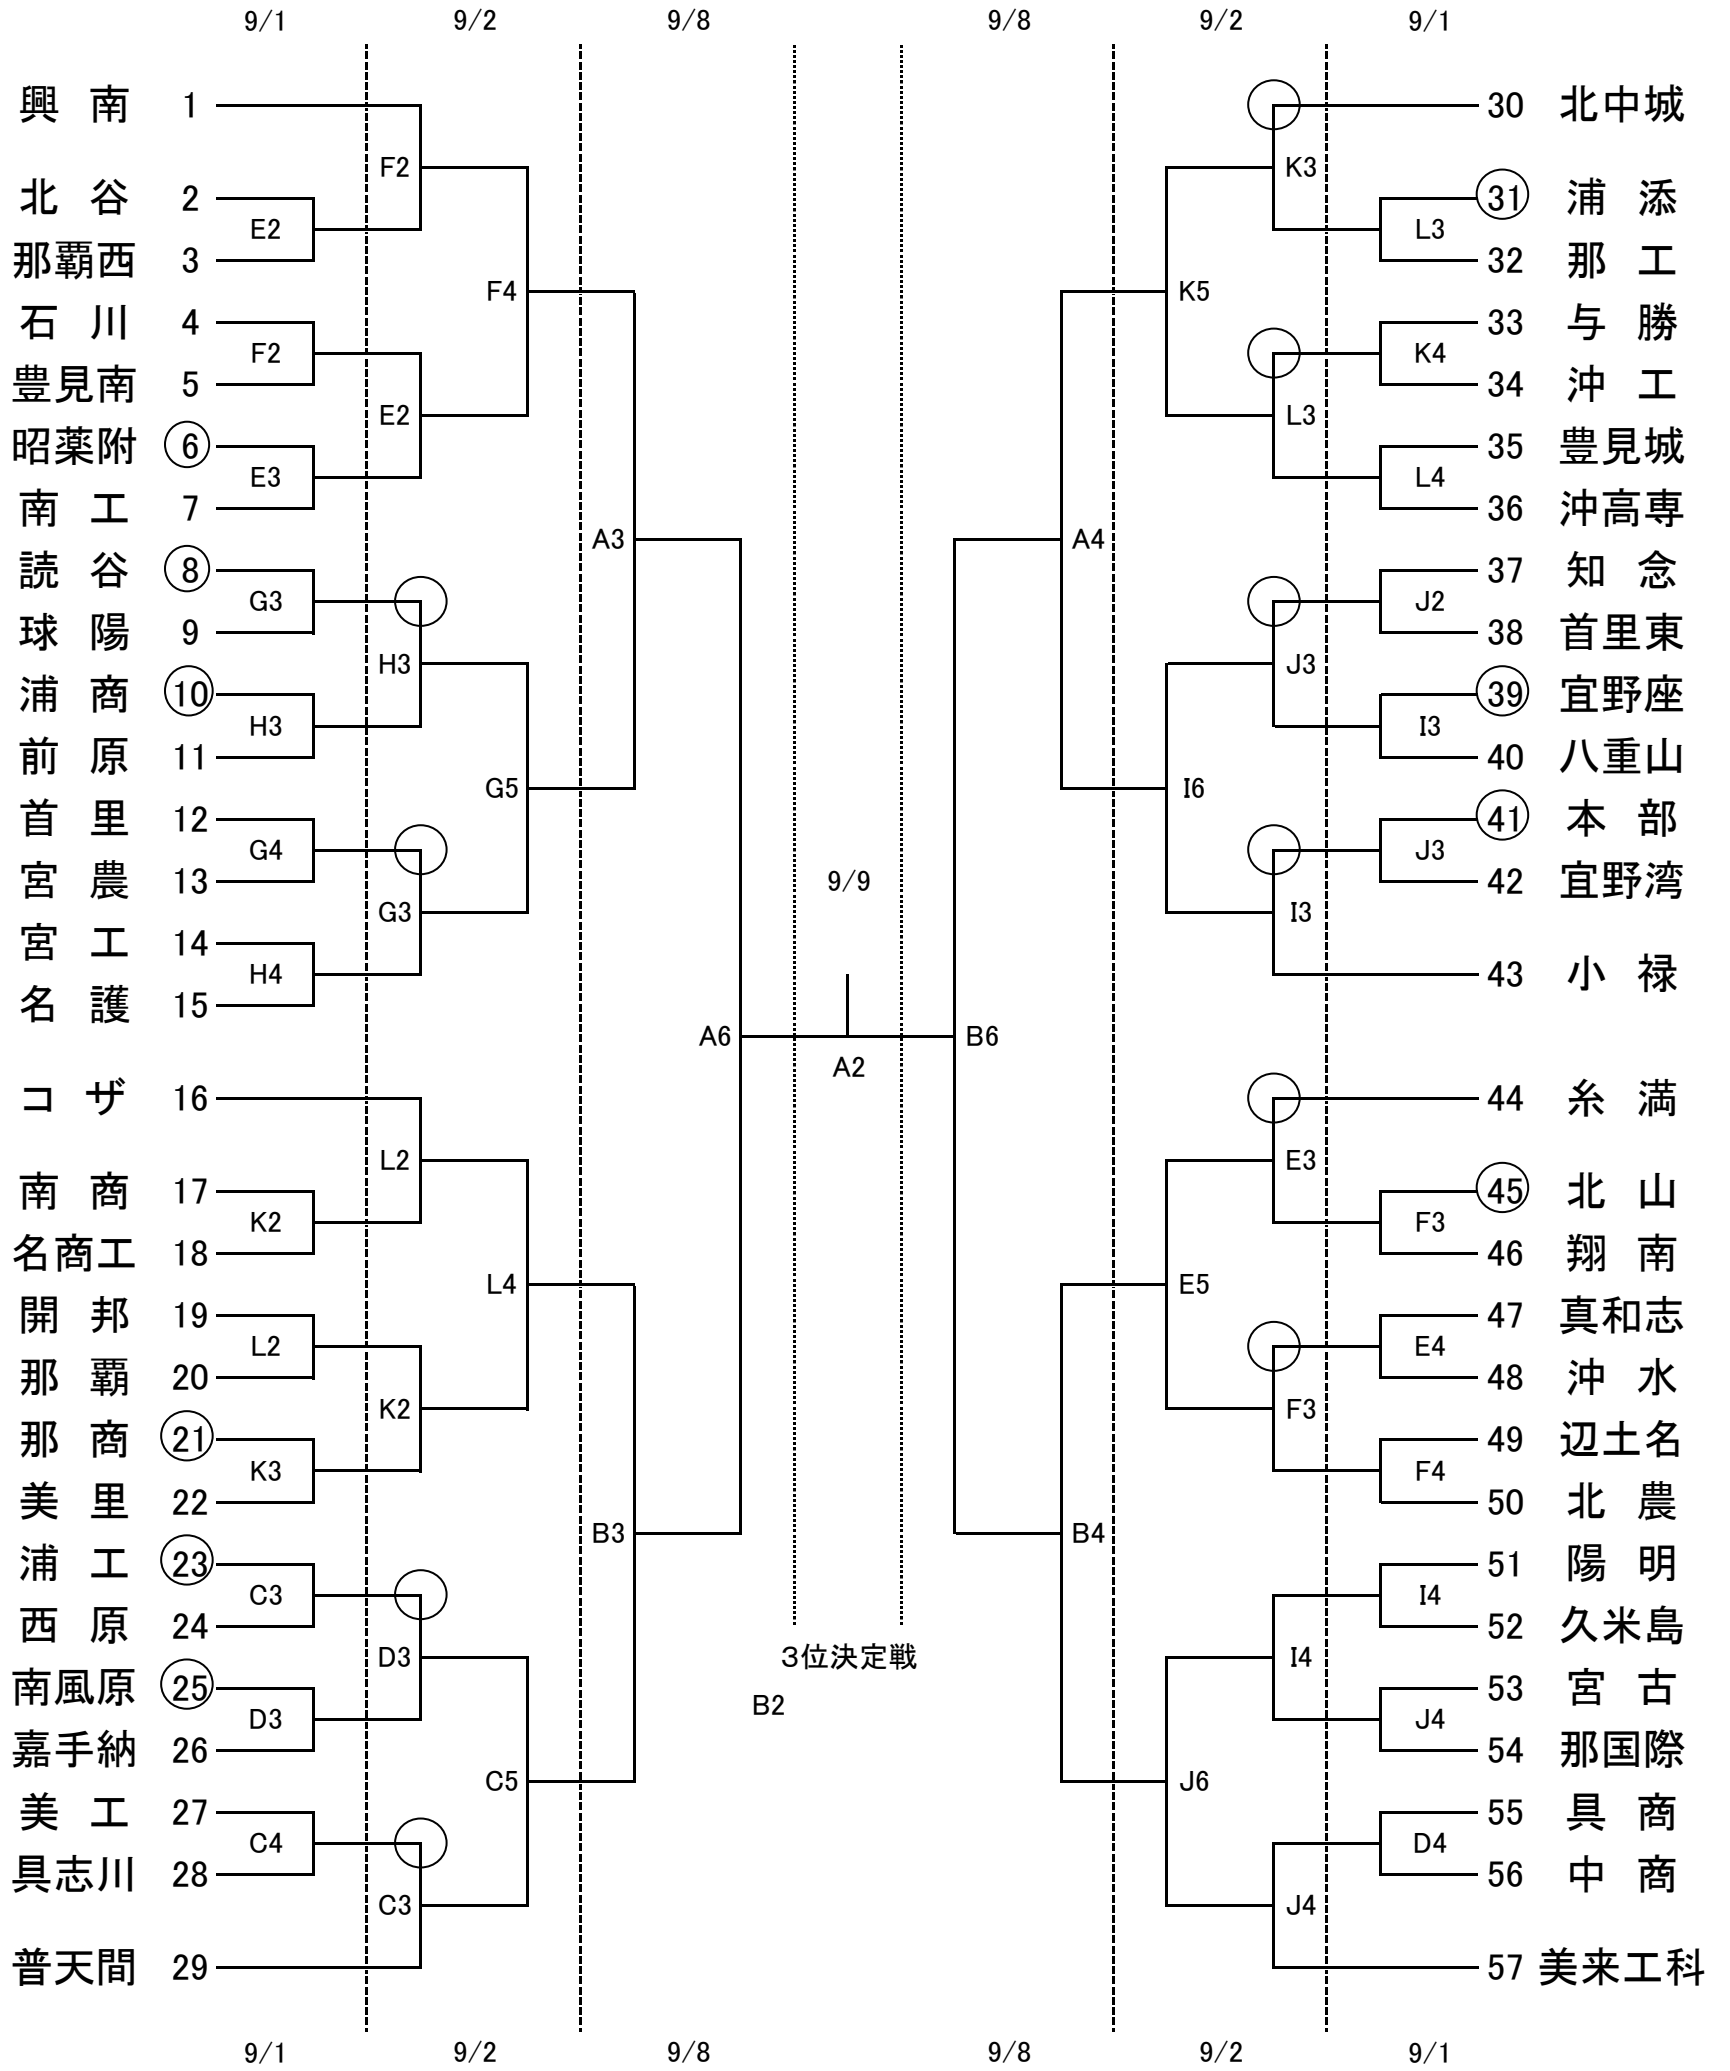 9/1 9/2 9/8 9/8 9/2 9/1
興南 1 30 北中城
F2 K3
北谷 2 31 浦添
E2 L3
那覇西 3 32 那工
F4 K5
石川 4 33 与勝
F2 K4
豊見南 5 34 沖工
E2 L3
昭薬附 6 35 豊見城
E3 L4
南工 7 36 沖高専
A3 A4
読谷 8 37 知念
G3 J2
球陽 9 38 首里東
H3 J3
浦商 10 39 宜野座
H3 I3
前原 11 40 八重山
G5 I6
首里 12 41 本部
G4 J3
宮農 13 9/9 42 宜野湾
G3 I3
宮工 14
H4 43 小禄
名護 15
A6 B6
A2
コザ 16 44 糸満
L2 E3
南商 17 45 北山
K2 F3
名商工 18 46 翔南
L4 E5
開邦 19 47 真和志
L2 E4
那覇 20 48 沖水
K2 F3
那商 21 49 辺土名
K3 F4
美里 22 50 北農
B3 B4
浦工 23 51 陽明
C3 I4
西原 24 52 久米島
D3 3位決定戦 I4
南風原 25 53 宮古
D3 B2 J4
嘉手納 26 54 那国際
C5 J6
美工 27 55 具商
C4 D4
具志川 28 56 中商
C3 J4
普天間 29 57 美来工科
9/1 9/2 9/8 9/8 9/2 9/1